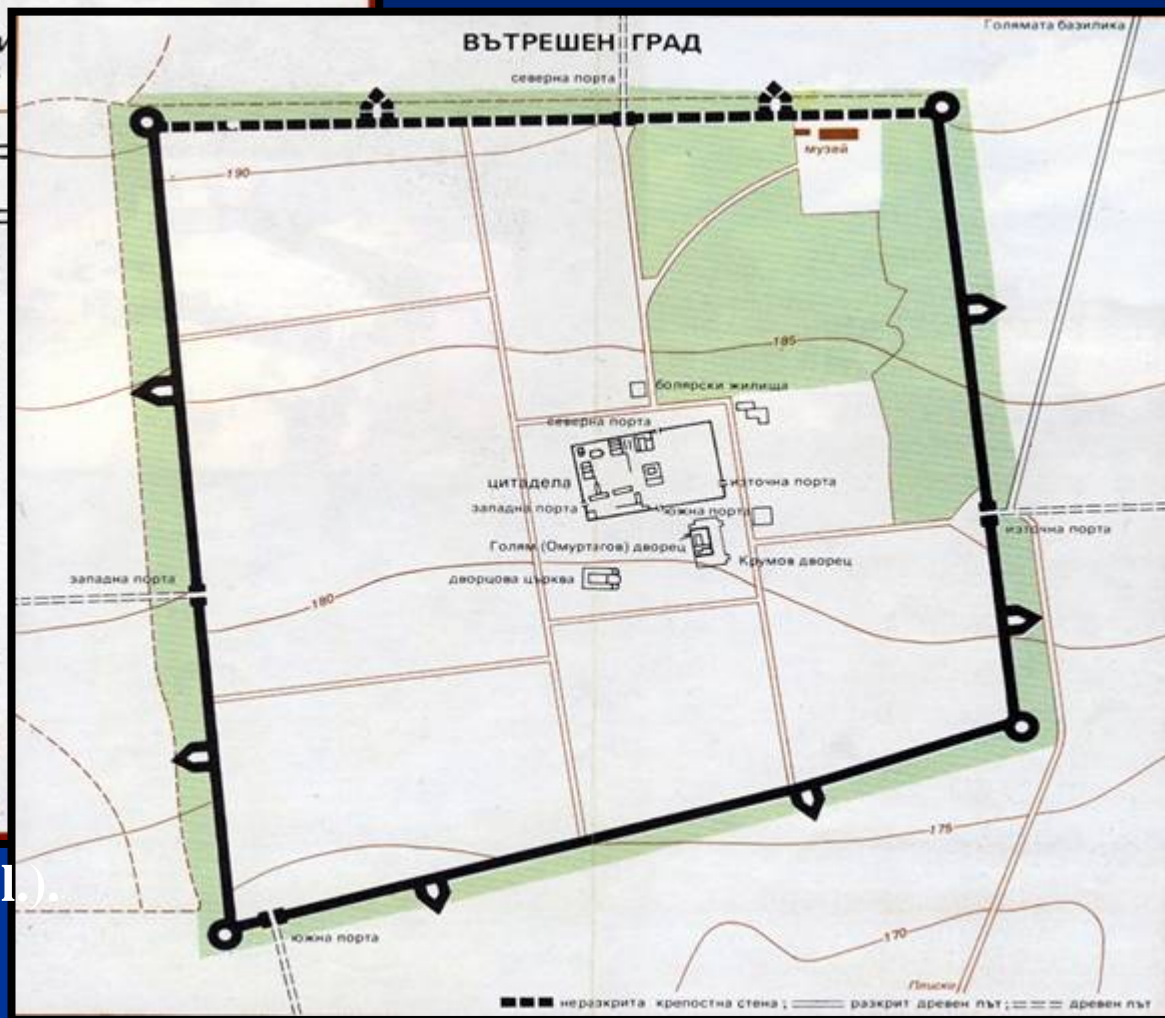 Голямата базилика
ВЪТРЕШЕН ГРАД
северна порта
музей
190
185
болярски жилища
северна порта
цитадела
източна порта
западна порта
южна порта
източна порта
Голям (Омуртагов) дворец
Крумов дворец
западна порта
дворцова църква
180
175
l.).
южна порта
170
Плиска
неразкрита крепостна стена; разкрит древен път; древен път